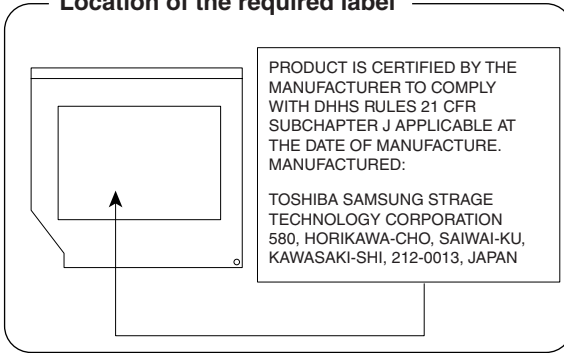 Location of the required label
PRODUCT IS CERTIFIED BY THE
MANUFACTURER TO COMPLY
WITH DHHS RULES 21 CFR
SUBCHAPTER J APPLICABLE AT
THE DATE OF MANUFACTURE.
MANUFACTURED:
TOSHIBA SAMSUNG STRAGE
TECHNOLOGY CORPORATION
580, HORIKAWA-CHO, SAIWAI-KU,
KAWASAKI-SHI, 212-0013, JAPAN